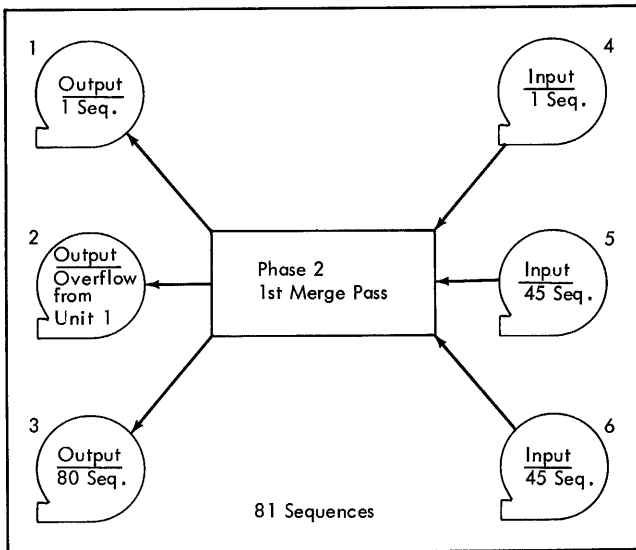 1
Output
1 Seq.
4
Input
1 Seq.
2
Output
Overflow
from
Unit 1
Phase 2
1st Merge Pass
5
Input
45 Seq.
3
Output
80 Seq.
6
Input
45 Seq.
81 Sequences